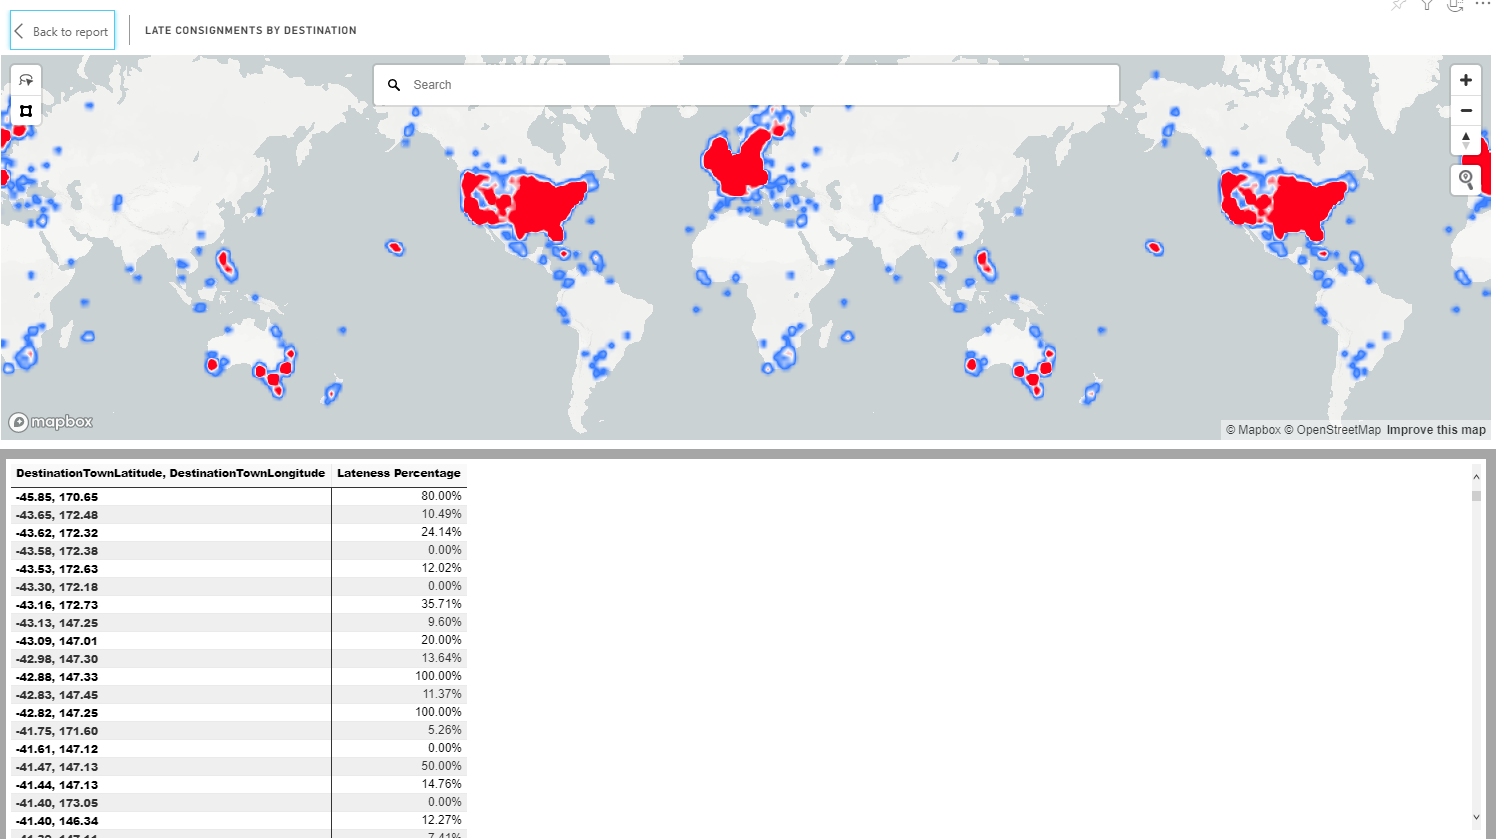 Back to report
LATE CONSIGNMENTS BY DESTINATION
Search
mapbox
© Mapbox © OpenStreetMap Improve this map
DestinationTownLatitude, DestinationTownLongitude Lateness Percentage
-45.85, 170.65 80.00%
-43.65, 172.48 10.49%
-43.62, 172.32 24.14%
-43.58, 172.38 0.00%
-43.53, 172.63 12.02%
-43.30, 172.18 0.00%
-43.16, 172.73 35.71%
-43.13, 147.25 9.60%
-43.09, 147.01 20.00%
-42.98, 147.30 13.64%
-42.88, 147.33 100.00%
-42.83, 147.45 11.37%
-42.82, 147.25 100.00%
-41.75, 171.60 5.26%
-41.61, 147.12 0.00%
-41.47, 147.13 50.00%
-41.44, 147.13 14.76%
-41.40, 173.05 0.00%
-41.40, 146.34 12.27%